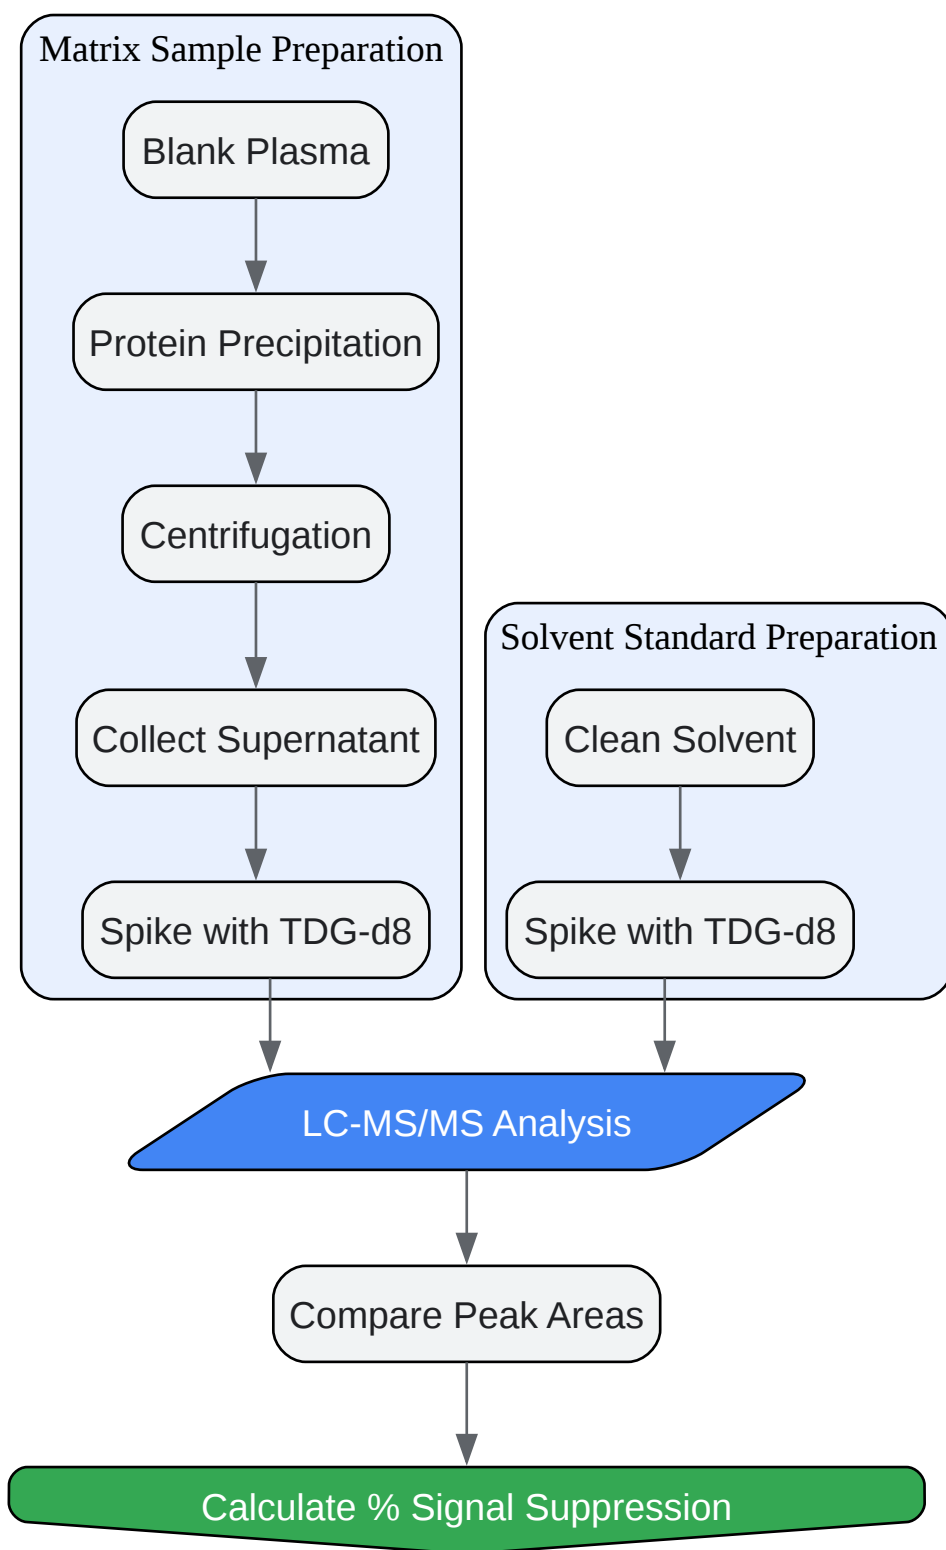 Matrix Sample Preparation
Blank Plasma
Protein Precipitation
Centrifugation
Collect Supernatant
Spike with TDG-d8
Solvent Standard Preparation
Clean Solvent
Spike with TDG-d8
LC-MS/MS Analysis
Compare Peak Areas
Calculate % Signal Suppression